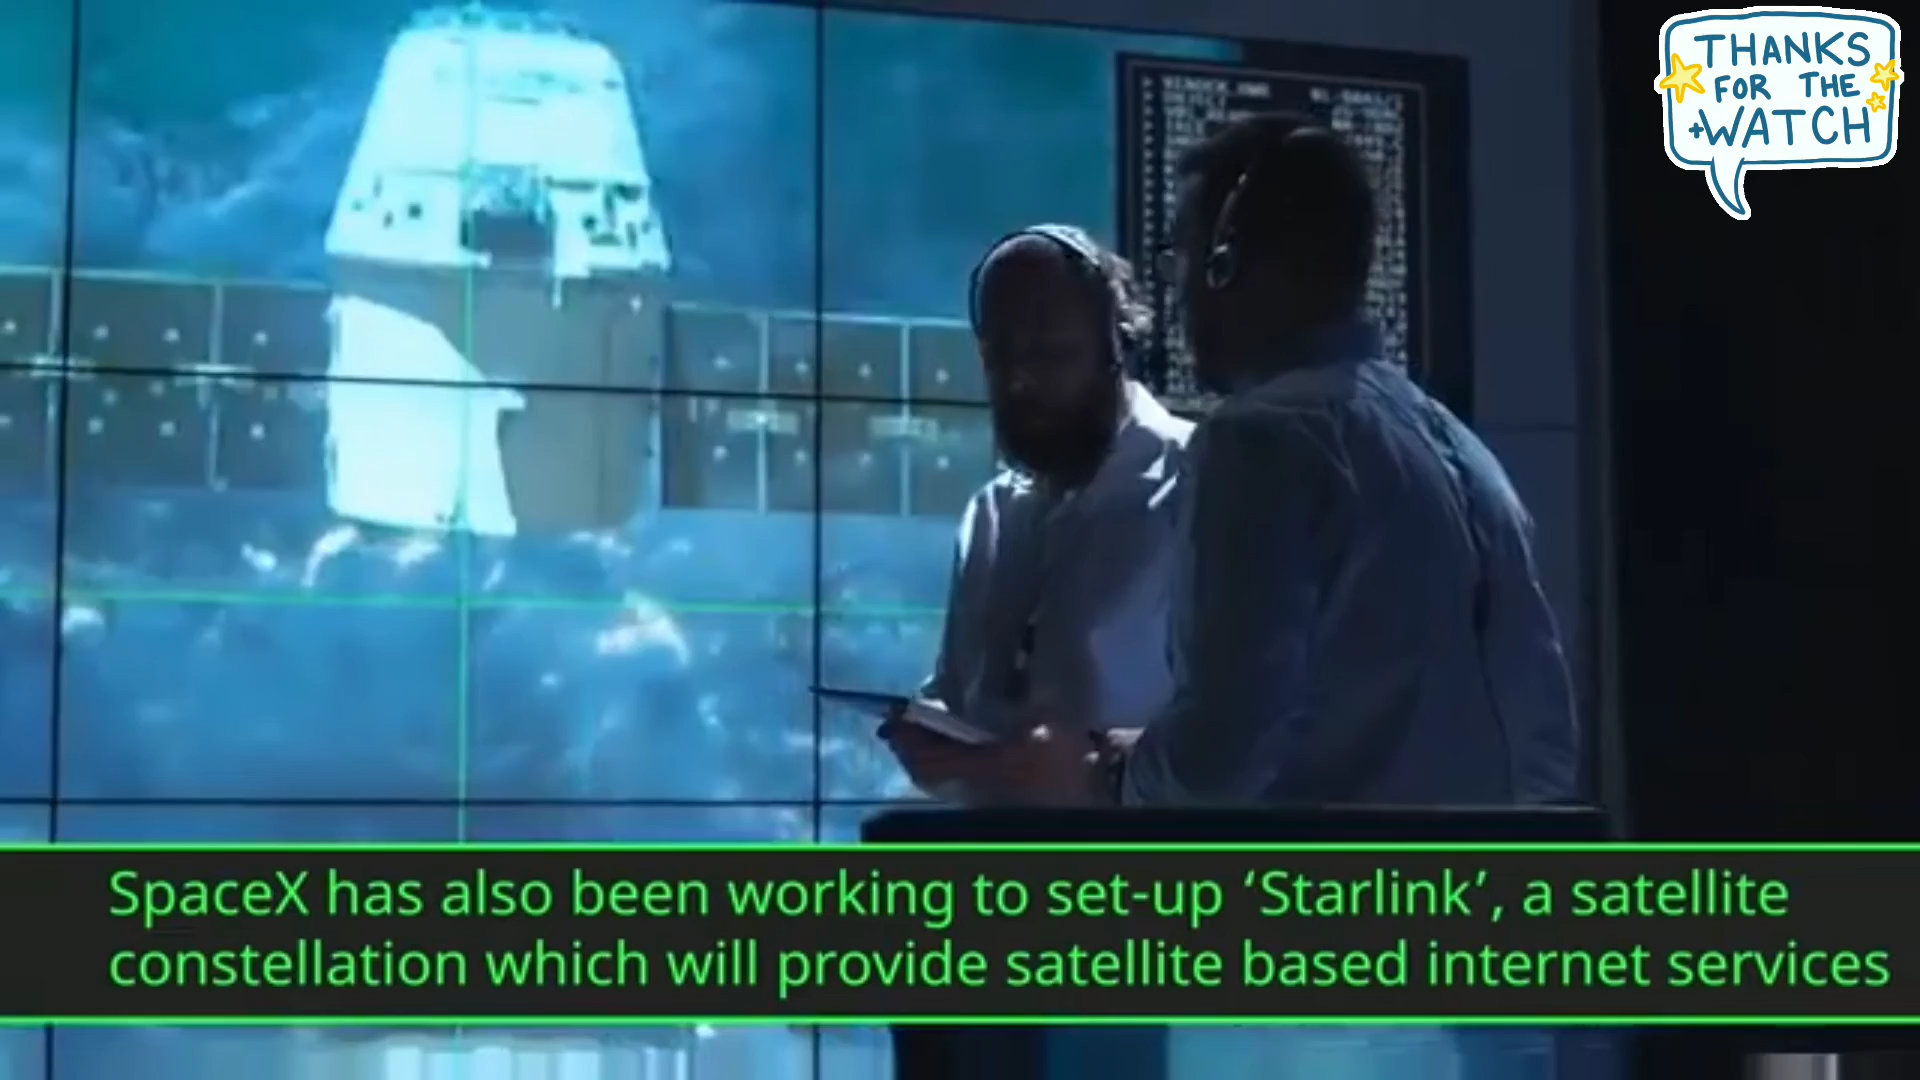 THANKS
FOR THE
WATCH
SpaceX has also been working to set-up ‘Starlink’, a satellite
constellation which will provide satellite based internet services